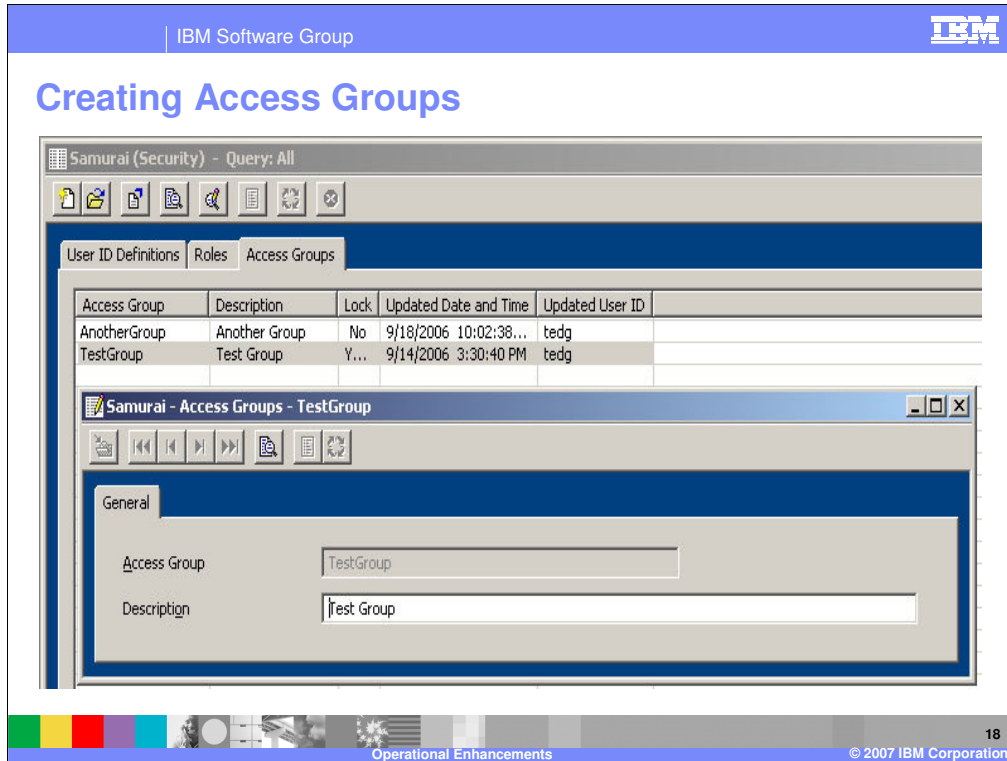 IBM Software Group
IBM
Creating Access Groups
Samurai (Security) - Query: All
User ID Definitions Roles Access Groups
Access Group Description Lock Updated Date and Time Updated User ID
AnotherGroup Another Group No 9/18/2006 10:02:38... tedg
TestGroup Test Group Y... 9/14/2006 3:30:40 PM tedg
Samurai - Access Groups - TestGroup
General
Access Group TestGroup
Description Test Group
18
Operational Enhancements © 2007 IBM Corporation